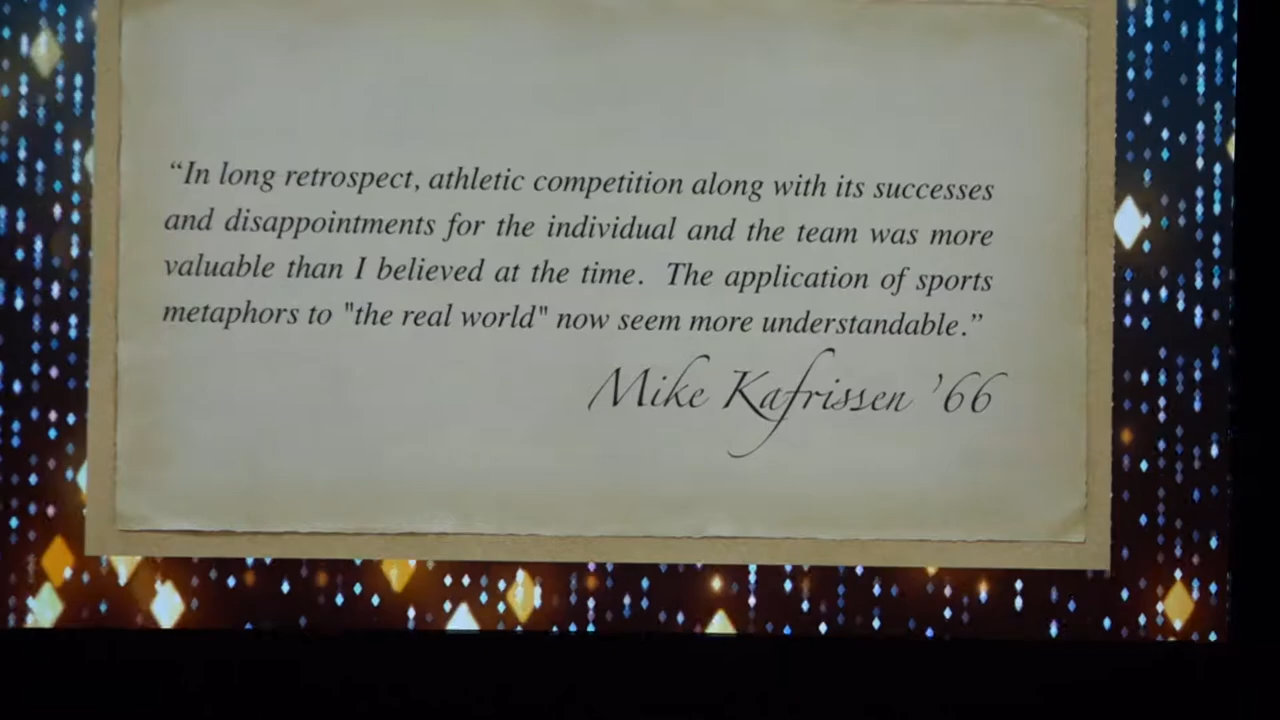 “In long retrospect, athletic competition along with its successes
and disappointments for the individual and the team was more
valuable than I believed at the time. The application of sports
metaphors to "the real world" now seem more understandable.”
Mike Kafrissen ’66